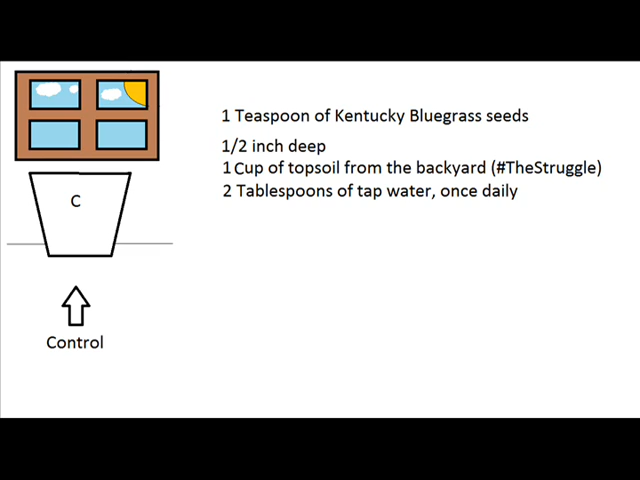 1 Teaspoon of Kentucky Bluegrass seeds
1/2 inch deep
1 Cup of topsoil from the backyard (#TheStruggle)
2 Tablespoons of tap water, once daily
C
Control